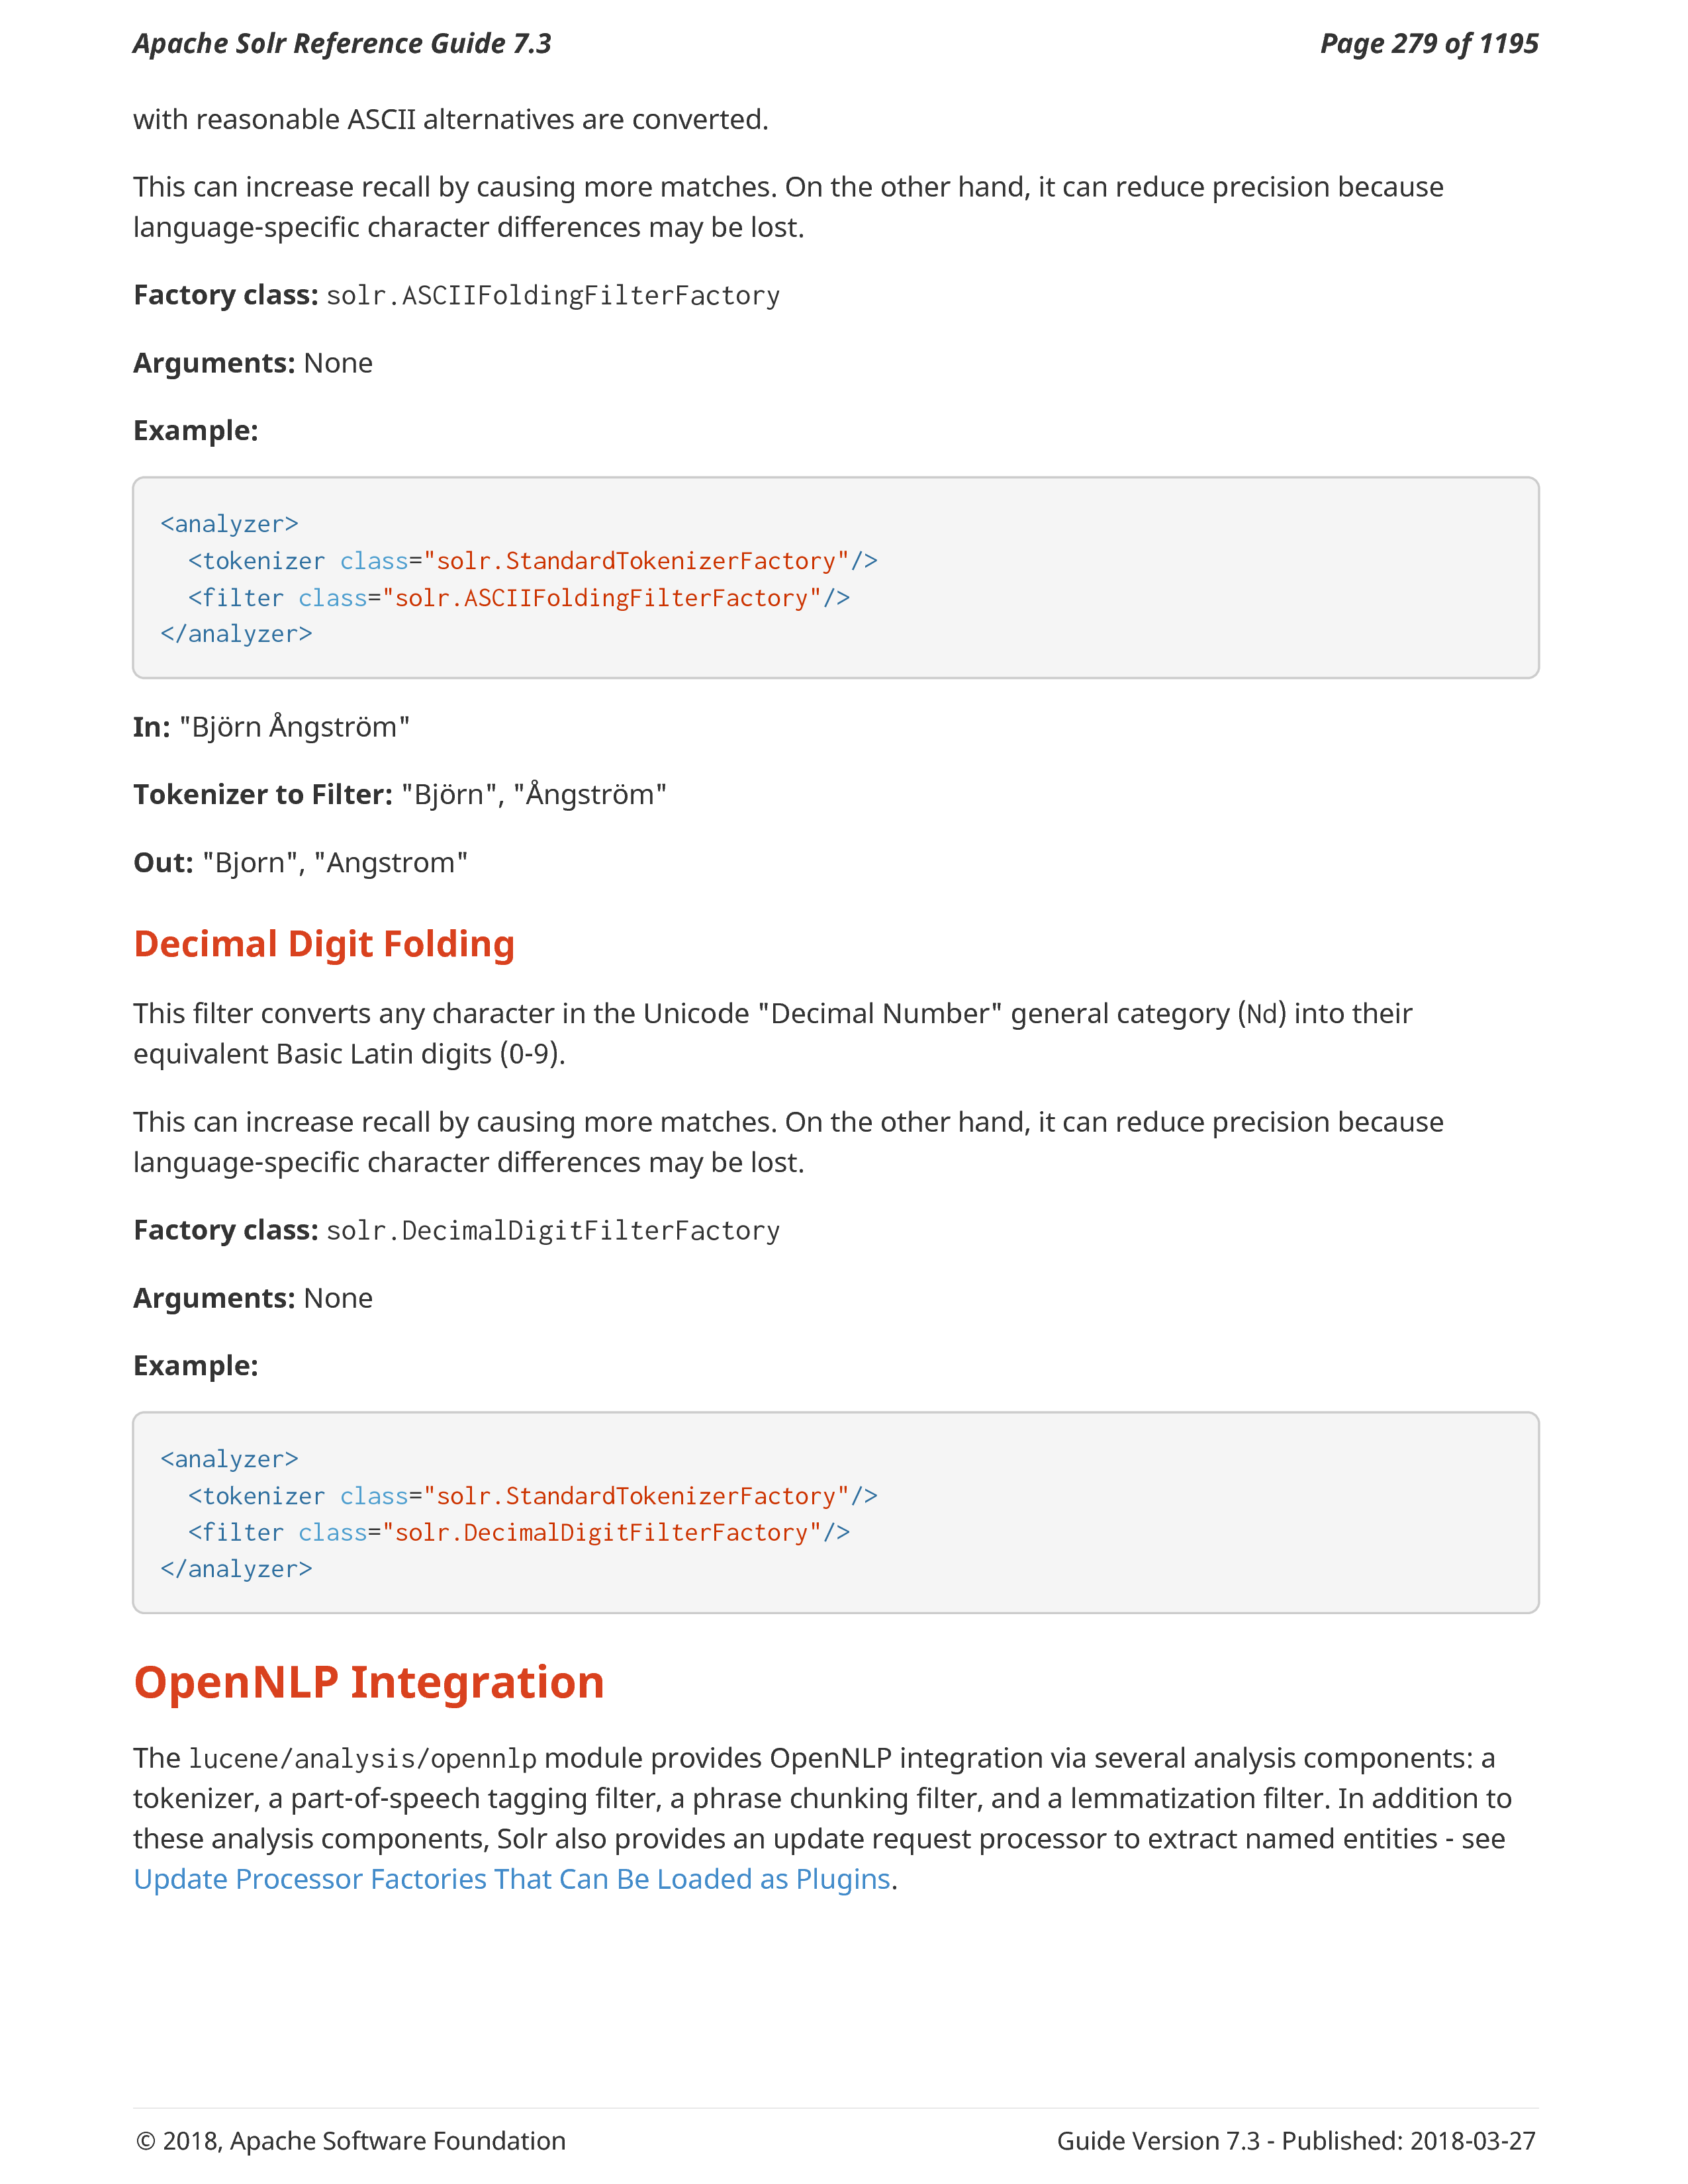 Apache Solr Reference Guide 7.3
Page 279 of 1195
with reasonable ASCII alternatives are converted.
This can increase recall by causing more matches. On the other hand, it can reduce precision because
language-specific character differences may be lost.
Factory class: solr.ASCIIFoldingFilterFactory
Arguments: None
Example:
<analyzer>
  <tokenizer class="solr.StandardTokenizerFactory"/>
  <filter class="solr.ASCIIFoldingFilterFactory"/>
</analyzer>
In: "Björn Ångström"
Tokenizer to Filter: "Björn", "Ångström"
Out: "Bjorn", "Angstrom"
Decimal Digit Folding
This filter converts any character in the Unicode "Decimal Number" general category (Nd) into their
equivalent Basic Latin digits (0-9).
This can increase recall by causing more matches. On the other hand, it can reduce precision because
language-specific character differences may be lost.
Factory class: solr.DecimalDigitFilterFactory
Arguments: None
Example:
<analyzer>
  <tokenizer class="solr.StandardTokenizerFactory"/>
  <filter class="solr.DecimalDigitFilterFactory"/>
</analyzer>
OpenNLP Integration
The lucene/analysis/opennlp module provides OpenNLP integration via several analysis components: a
tokenizer, a part-of-speech tagging filter, a phrase chunking filter, and a lemmatization filter. In addition to
these analysis components, Solr also provides an update request processor to extract named entities - see
Update Processor Factories That Can Be Loaded as Plugins.
© 2018, Apache Software Foundation
Guide Version 7.3 - Published: 2018-03-27